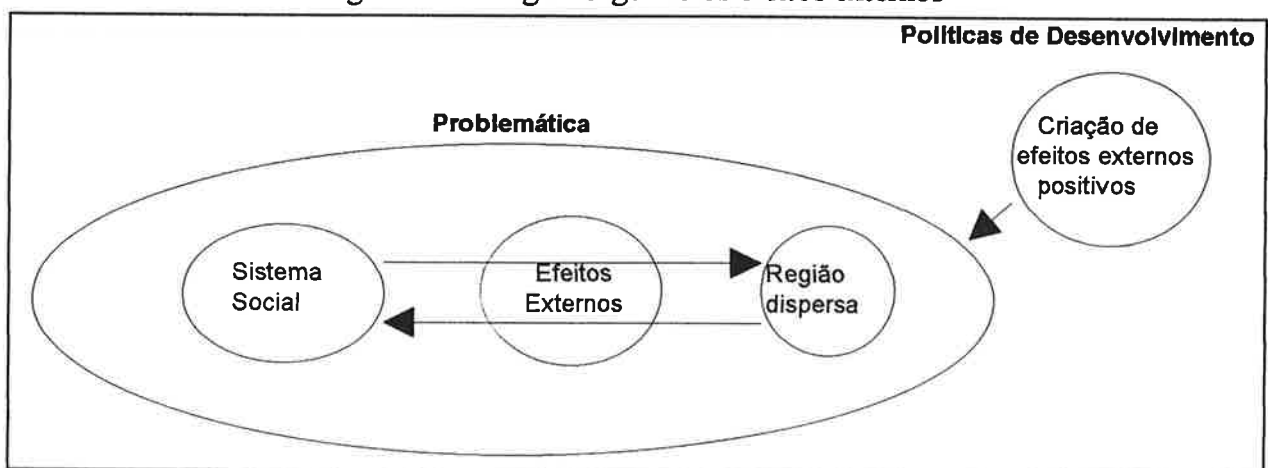 Políticas de Desenvolvimento
Problemática
Criação de
efeitos externos
positivos
Sistema
Social
Efeitos
Externos
Região
dispersa